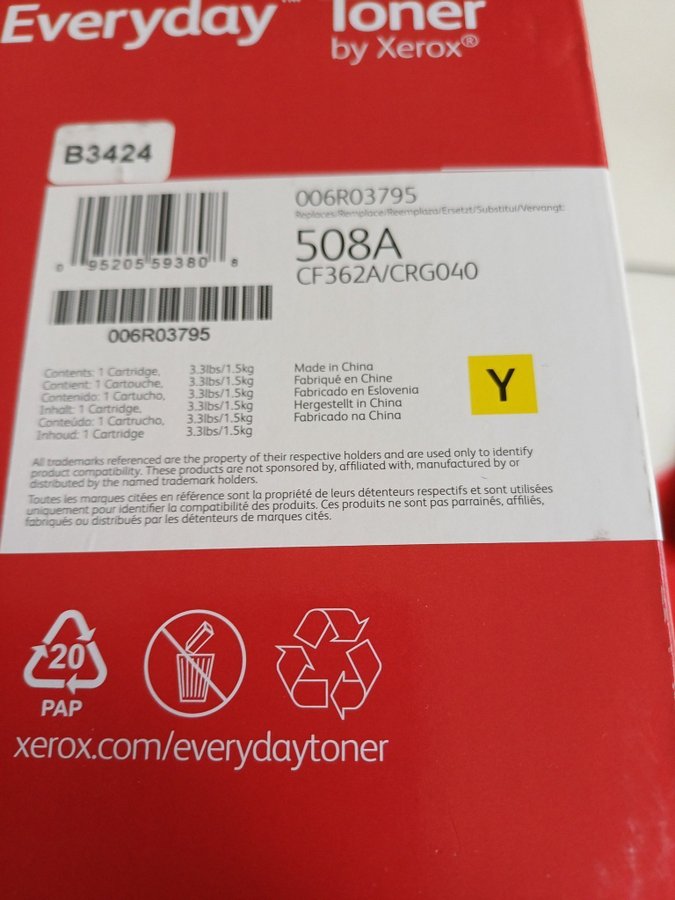 Everyday™ Toner
by Xerox®
B3424
006R03795
Replaces/Remplace/Reemplaza/Ersetzt/Substitui/Vervangt:
508A
CF362A/CRG040
0 95205 59380 8
006R03795
Contents: 1 Cartridge, 3.3lbs/1.5kg
Contient: 1 Cartouche, 3.3lbs/1.5kg
Contenido: 1 Cartucho, 3.3lbs/1.5kg
Inhalt: 1 Cartridge, 3.3lbs/1.5kg
Conteúdo: 1 Cartrucho, 3.3lbs/1.5kg
Inhoud: 1 Cartridge 3.3lbs/1.5kg
Made in China
Fabriqué en Chine
Fabricado en Eslovenia
Hergestellt in China
Fabricado na China
Y
All trademarks referenced are the property of their respective holders and are used only to identify
product compatibility. These products are not sponsored by, affiliated with, manufactured by or
distributed by the named trademark holders.
Toutes les marques citées en référence sont la propriété de leurs détenteurs respectifs et sont utilisées
uniquement pour identifier la compatibilité des produits. Ces produits ne sont pas parrainés, affiliés,
fabriqués ou distribués par les détenteurs de marques cités.
20
PAP
xerox.com/everydaytoner